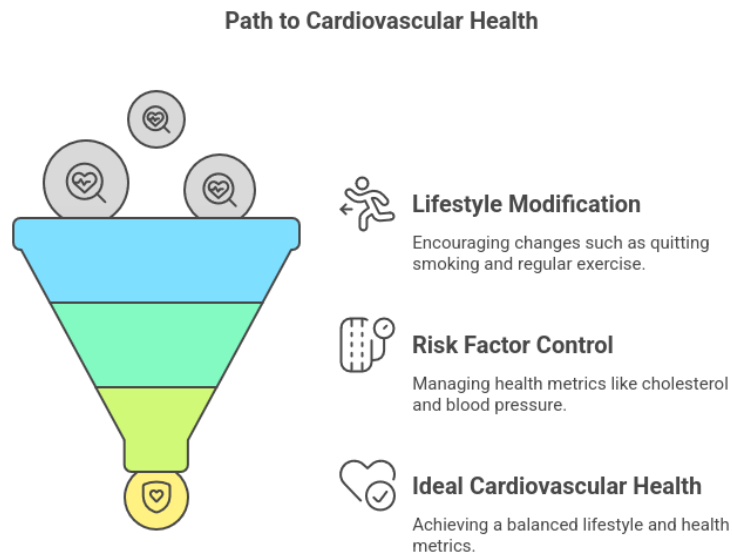 Path to Cardiovascular Health
Lifestyle Modification
Encouraging changes such as quitting
smoking and regular exercise.
Risk Factor Control
Managing health metrics like cholesterol
and blood pressure.
Ideal Cardiovascular Health
Achieving a balanced lifestyle and health
metrics.